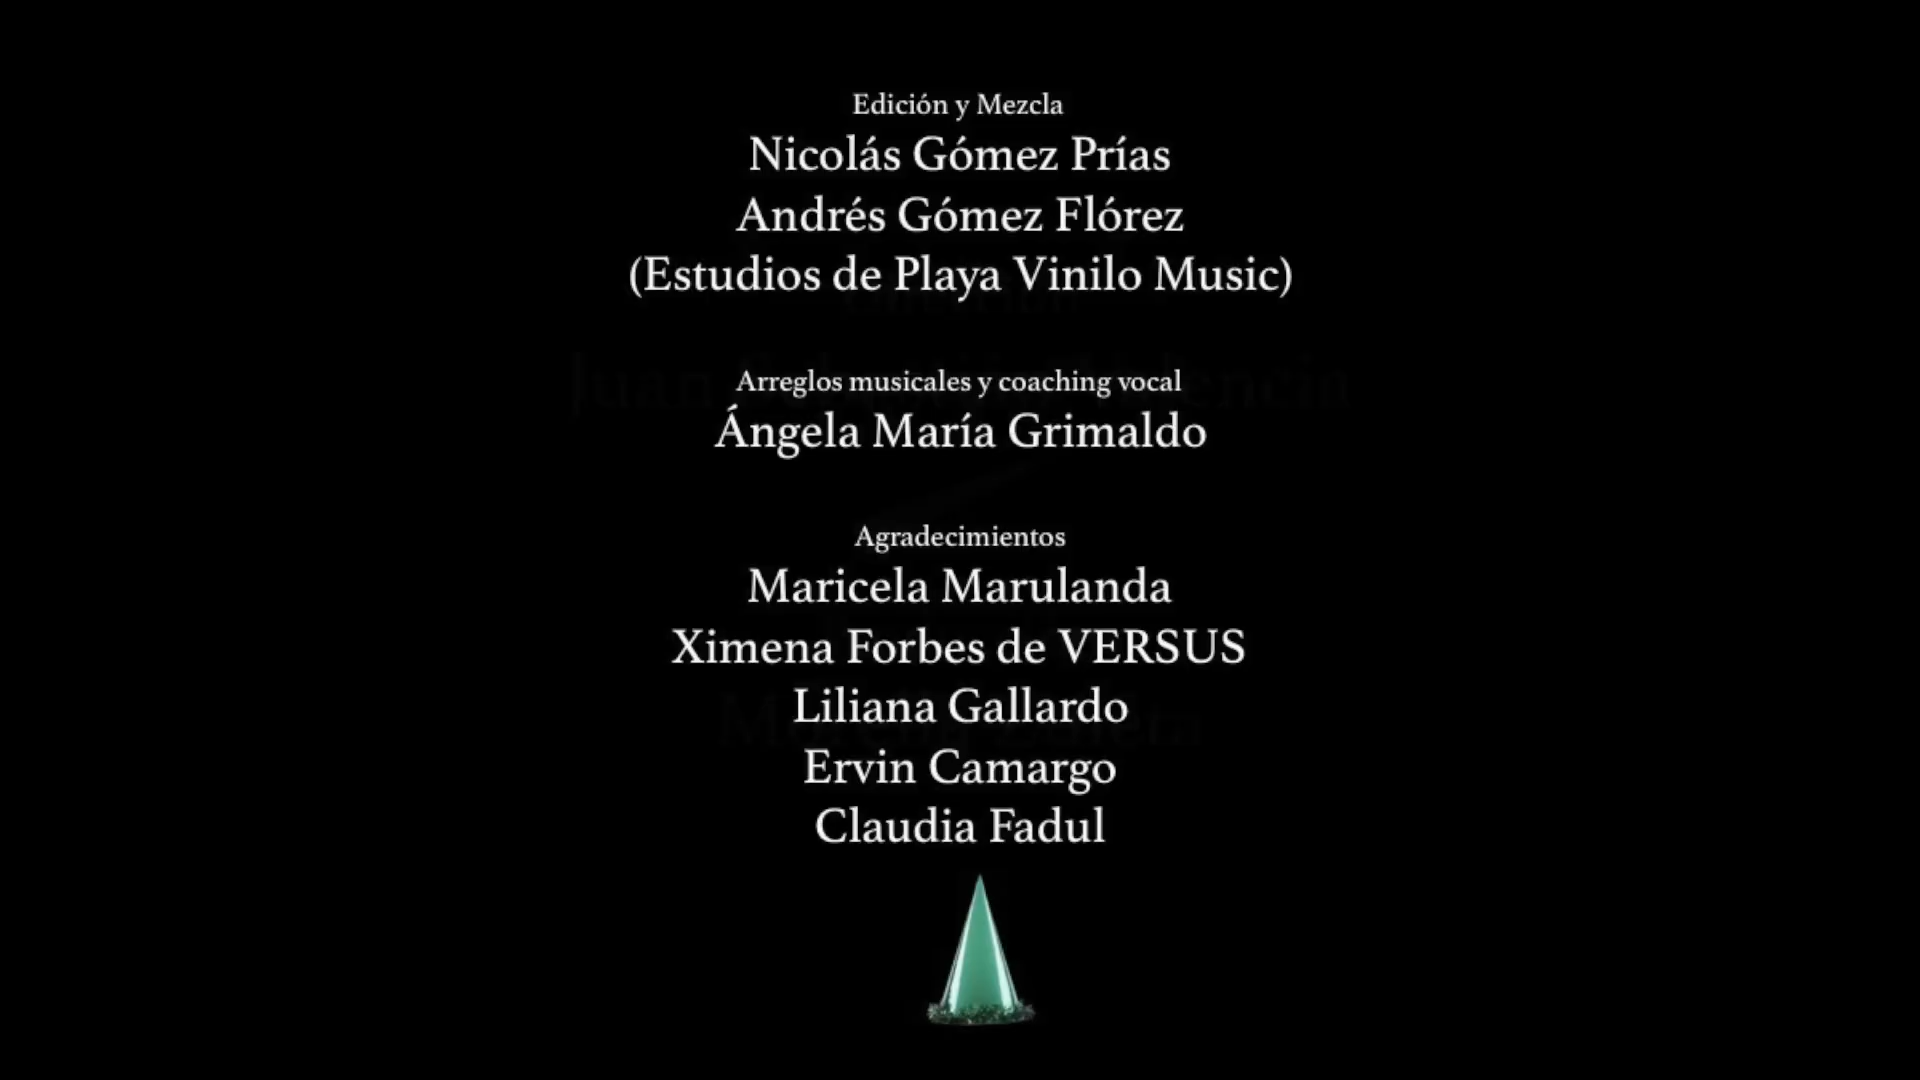 Edición y Mezcla
Nicolás Gómez Prías
Andrés Gómez Flórez
(Estudios de Playa Vinilo Music)
Arreglos musicales y coaching vocal
Ángela María Grimaldo
Agradecimientos
Maricela Marulanda
Ximena Forbes de VERSUS
Liliana Gallardo
Ervin Camargo
Claudia Fadul